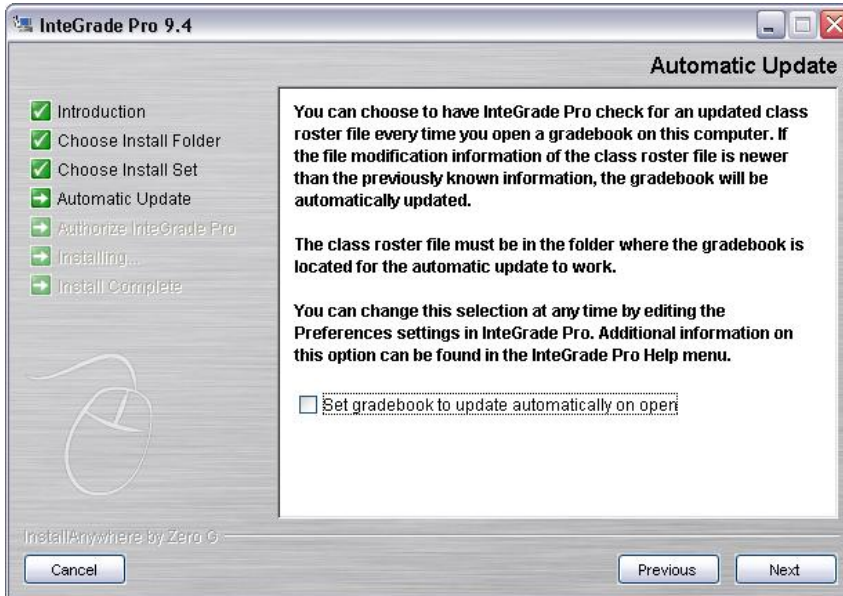 InteGrade Pro 9.4
Automatic Update
Introduction
Choose Install Folder
Choose Install Set
Automatic Update
Authorize InteGrade Pro
Installing...
Install Complete
You can choose to have InteGrade Pro check for an updated class
roster file every time you open a gradebook on this computer. If
the file modification information of the class roster file is newer
than the previously known information, the gradebook will be
automatically updated.
The class roster file must be in the folder where the gradebook is
located for the automatic update to work.
You can change this selection at any time by editing the
Preferences settings in InteGrade Pro. Additional information on
this option can be found in the InteGrade Pro Help menu.
Set gradebook to update automatically on open
InstallAnywhere by Zero G
Cancel
Previous
Next